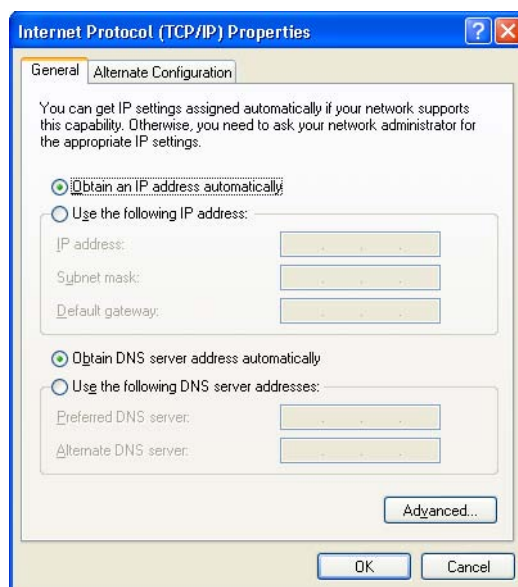 Internet Protocol (TCP/IP) Properties
General
Alternate Configuration
You can get IP settings assigned automatically if your network supports
this capability. Otherwise, you need to ask your network administrator for
the appropriate IP settings.
Obtain an IP address automatically
Use the following IP address:
IP address:
Subnet mask:
Default gateway:
Obtain DNS server address automatically
Use the following DNS server addresses:
Preferred DNS server:
Alternate DNS server:
Advanced...
OK
Cancel